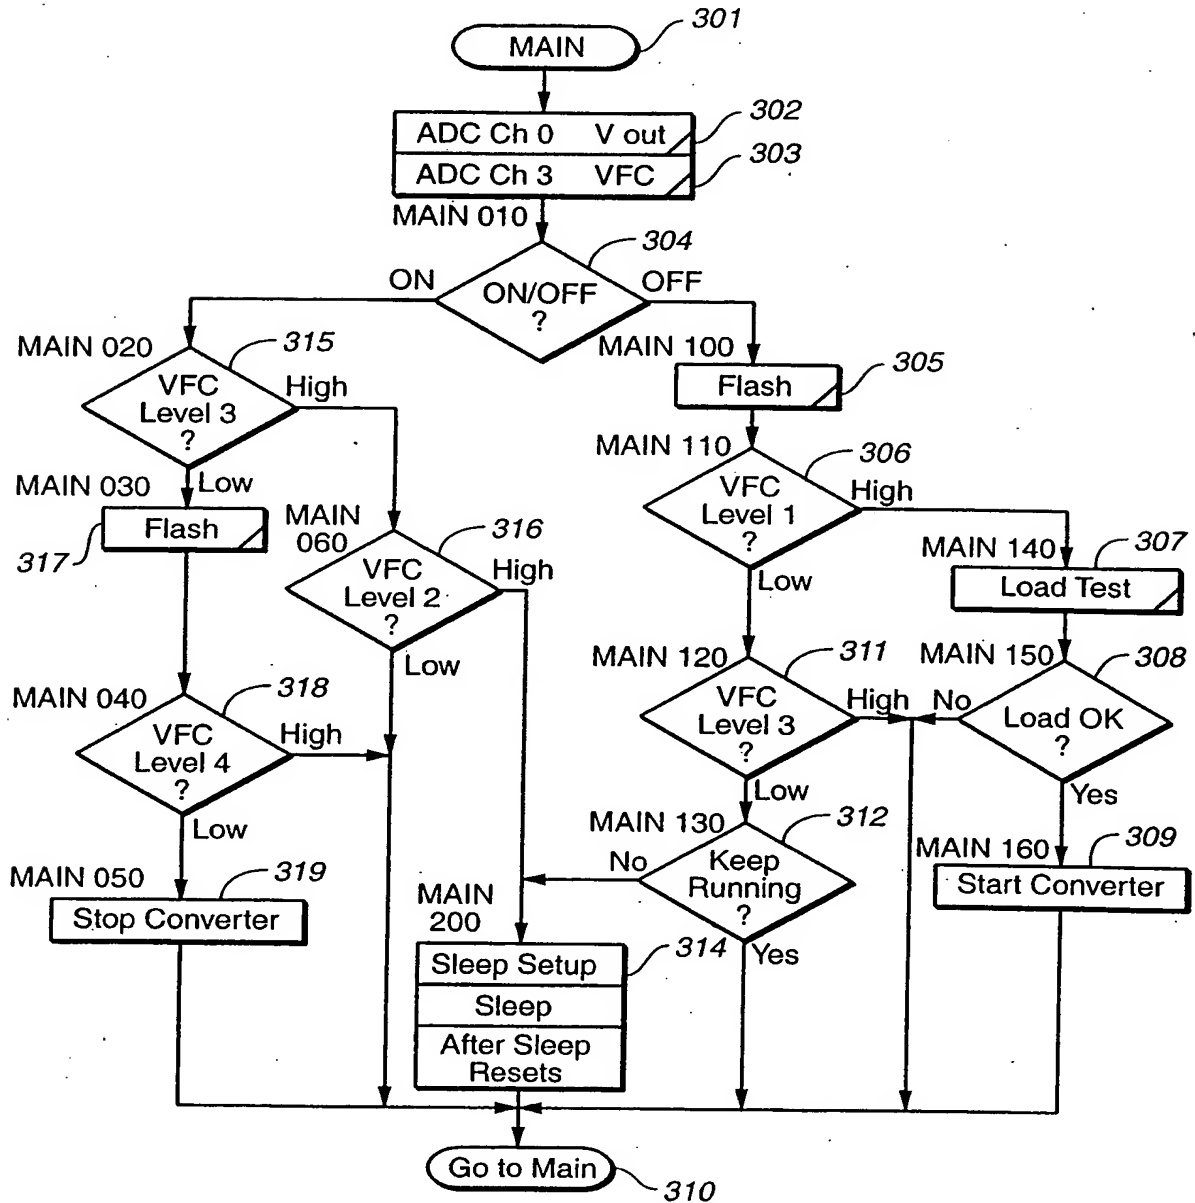 301
MAIN
302
ADC Ch 0 V out
303
ADC Ch 3 VFC
MAIN 010
304
ON
ON/OFF
?
OFF
MAIN 020
315
VFC
Level 3
?
High
Low
MAIN 100
305
Flash
MAIN 110
306
VFC
Level 1
?
High
Low
MAIN 030
Flash
317
MAIN
060
316
VFC
Level 2
?
High
Low
MAIN 140
307
Load Test
MAIN 120
311
VFC
Level 3
?
High
Low
MAIN 150
308
No
Load OK
?
Yes
MAIN 040
318
VFC
Level 4
?
High
Low
MAIN 130
312
No
Keep
Running
?
Yes
MAIN 160
309
Start Converter
MAIN 050
319
Stop Converter
MAIN
200
314
Sleep Setup
Sleep
After Sleep
Resets
Go to Main
310